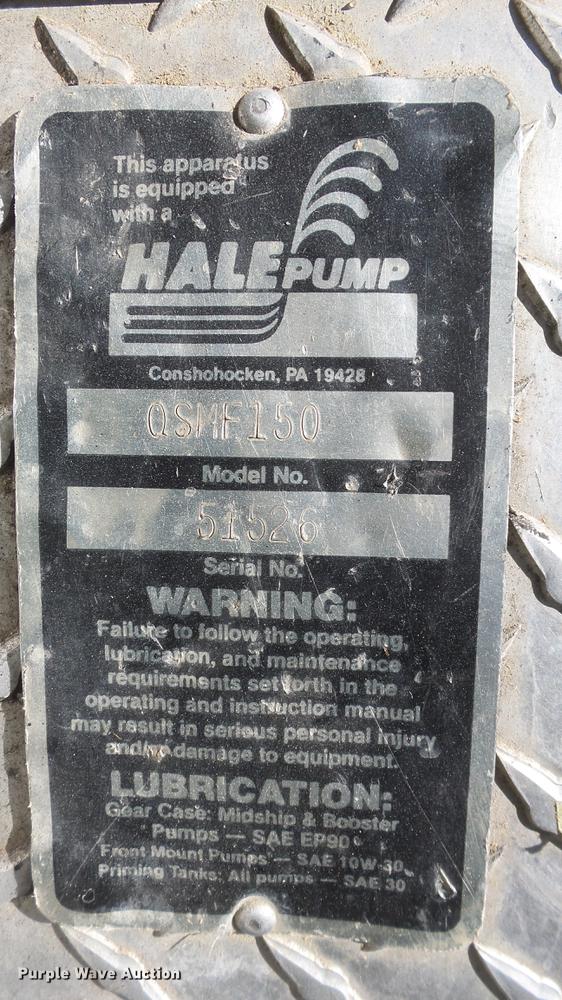 This apparatus
is equipped
with a
HALE PUMP
Conshohocken, PA 19428
QSMF150
Model No.
51526
Serial No.
WARNING:
Failure to follow the operating,
lubrication, and maintenance
requirements set forth in the
operating and instruction manual
may result in serious personal injury
and/or damage to equipment.
LUBRICATION:
Gear Case: Midship & Booster
Pumps — SAE EP90
Front Mount Pumps — SAE 10W-30
Priming Tanks: All pumps — SAE 30
Purple Wave Auction